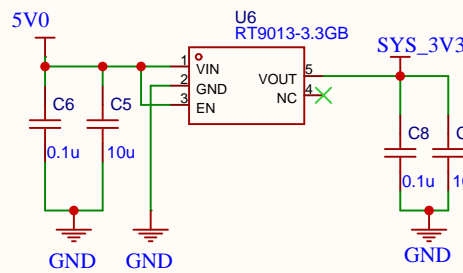 5V0
U6
RT9013-3.3GB
SYS_3V3
1
VIN
2
GND
3
EN
VOUT
5
NC
4
C6
0.1u
C5
10u
C8
0.1u
GND
GND
GND